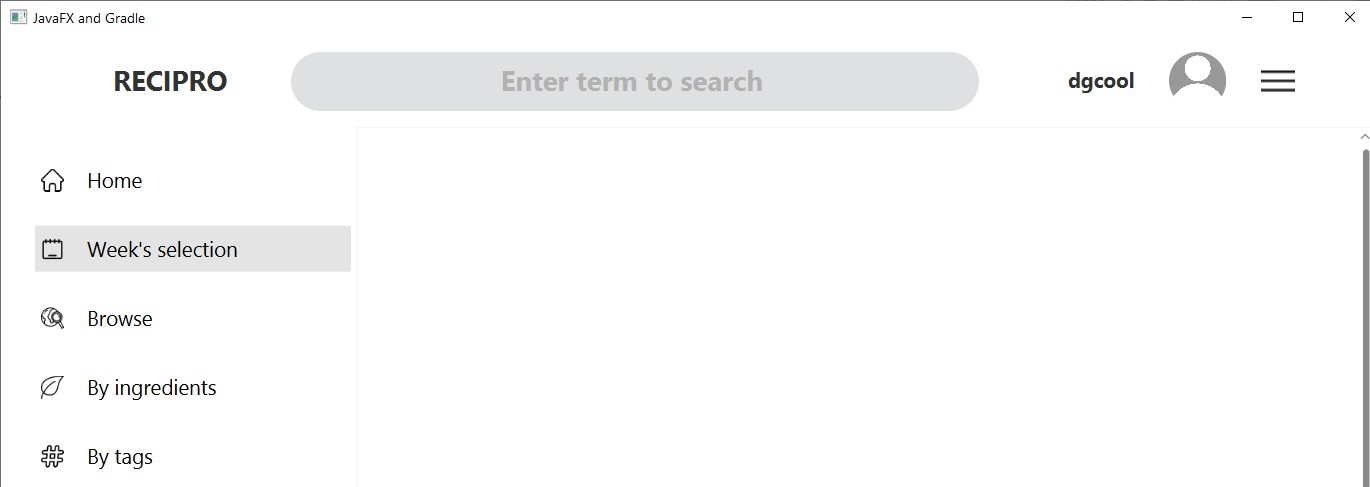 JavaFX and Gradle
RECIPRO
Enter term to search
dgcool
Home
Week's selection
Browse
By ingredients
By tags